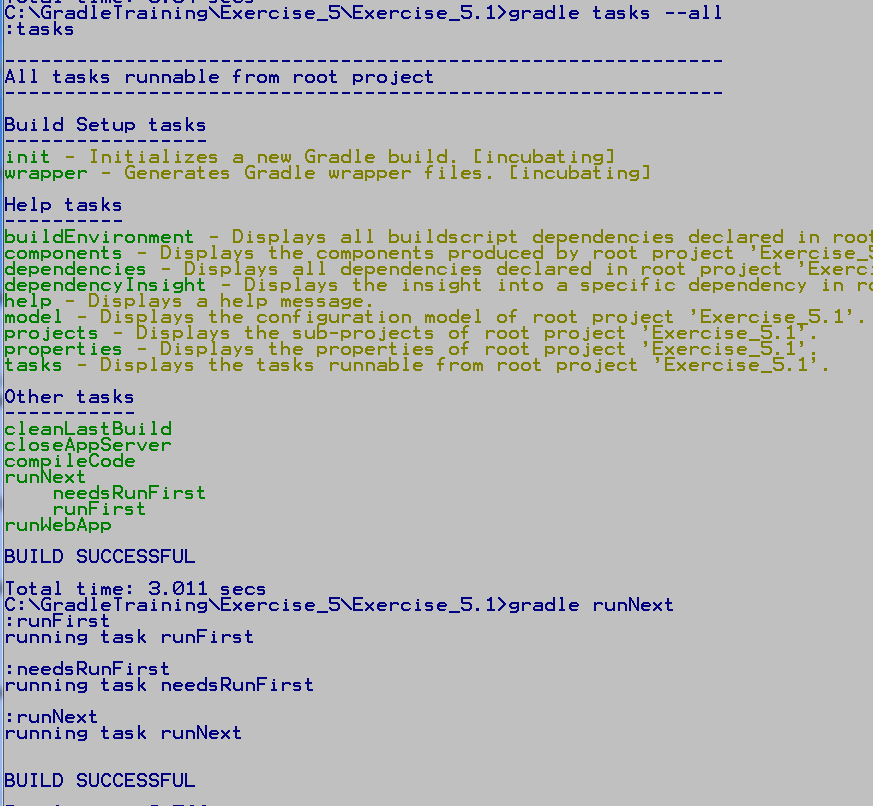 C:\GradleTraining\Exercise_5\Exercise_5.1>gradle tasks --all
:tasks
------------------------------------------------------------
All tasks runnable from root project
------------------------------------------------------------
Build Setup tasks
-----------------
init - Initializes a new Gradle build. [incubating]
wrapper - Generates Gradle wrapper files. [incubating]
Help tasks
----------
buildEnvironment - Displays all buildscript dependencies declared in root
components - Displays the components produced by root project 'Exercise_5
dependencies - Displays all dependencies declared in root project 'Exerci
dependencyInsight - Displays the insight into a specific dependency in ro
help - Displays a help message.
model - Displays the configuration model of root project 'Exercise_5.1'.
projects - Displays the sub-projects of root project 'Exercise_5.1'.
properties - Displays the properties of root project 'Exercise_5.1'.
tasks - Displays the tasks runnable from root project 'Exercise_5.1'.
Other tasks
-----------
cleanLastBuild
closeAppServer
compileCode
runNext
    needsRunFirst
    runFirst
runWebApp
BUILD SUCCESSFUL
Total time: 3.011 secs
C:\GradleTraining\Exercise_5\Exercise_5.1>gradle runNext
:runFirst
running task runFirst
:needsRunFirst
running task needsRunFirst
:runNext
running task runNext
BUILD SUCCESSFUL